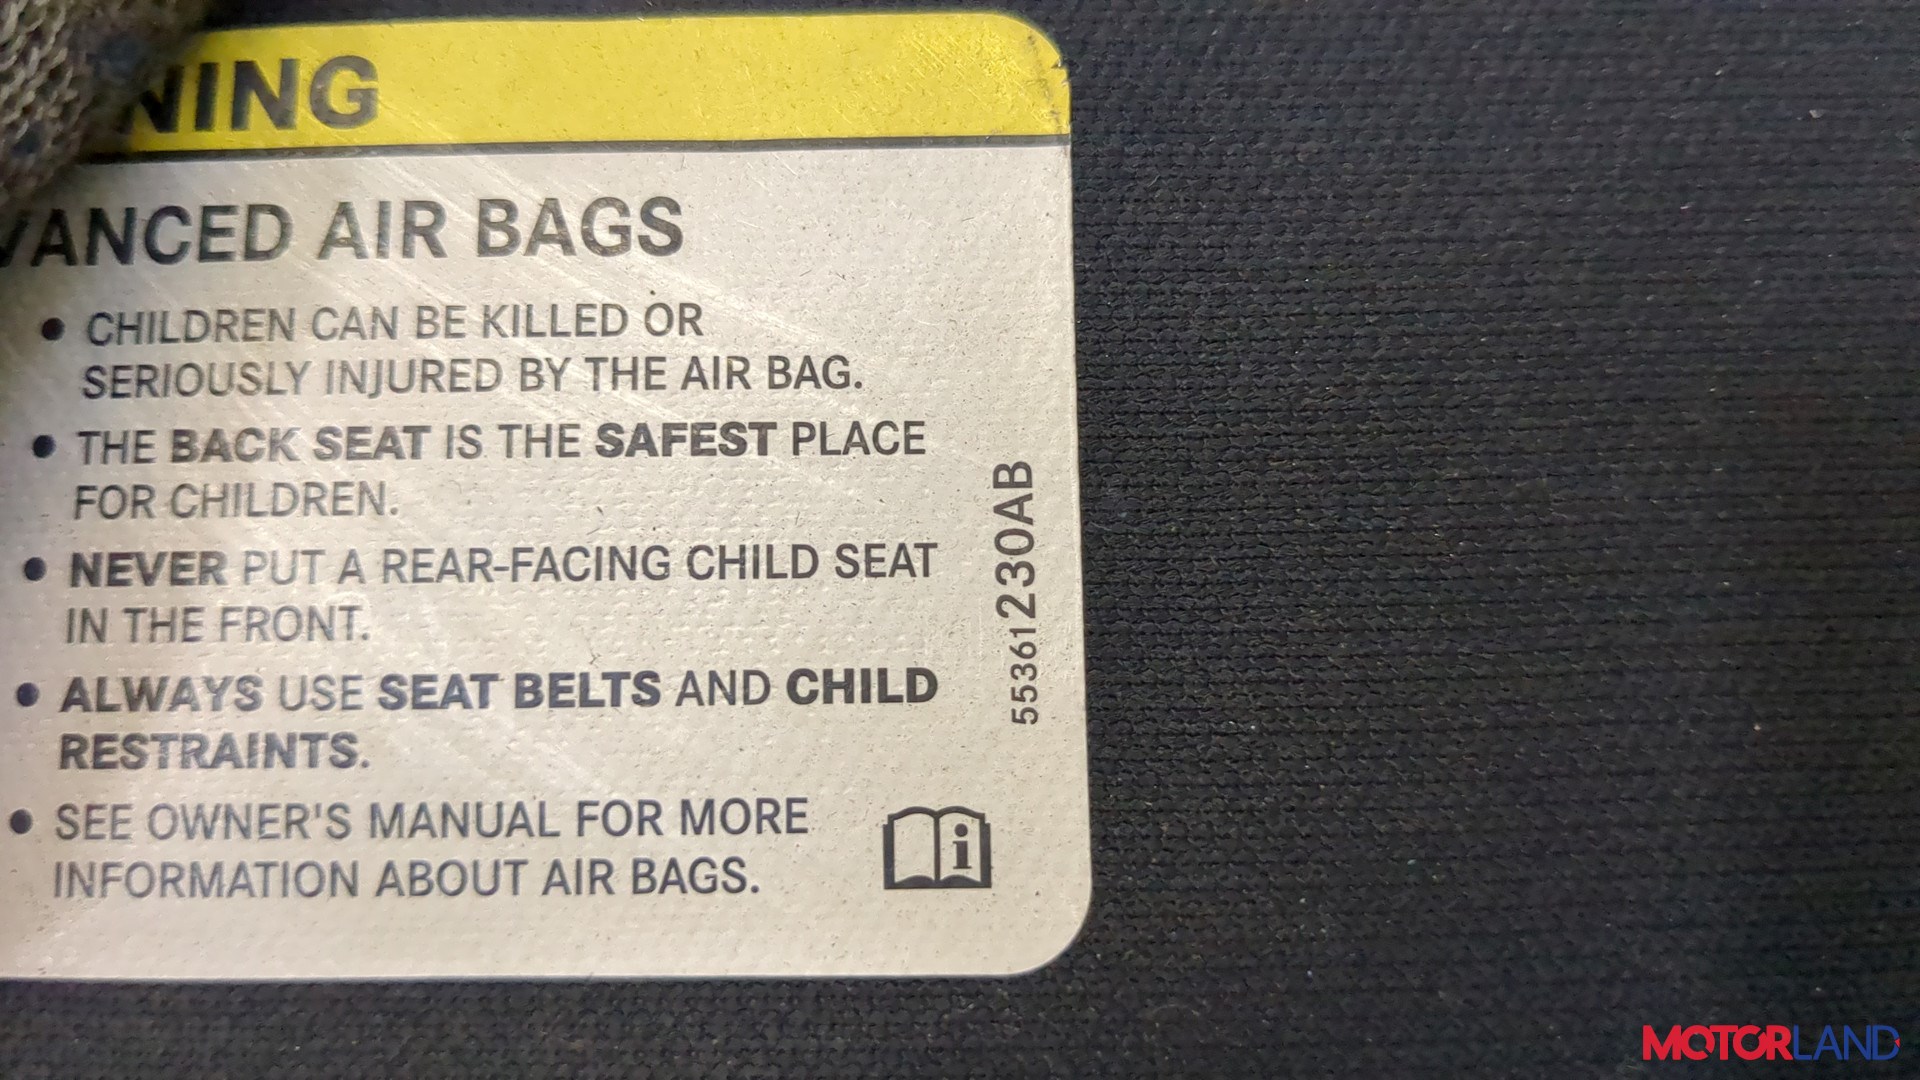 NING
VANCED AIR BAGS
• CHILDREN CAN BE KILLED OR
SERIOUSLY INJURED BY THE AIR BAG.
• THE BACK SEAT IS THE SAFEST PLACE
FOR CHILDREN.
• NEVER PUT A REAR-FACING CHILD SEAT
IN THE FRONT.
• ALWAYS USE SEAT BELTS AND CHILD
RESTRAINTS.
• SEE OWNER'S MANUAL FOR MORE
INFORMATION ABOUT AIR BAGS.
55361230AB
MOTORLAND